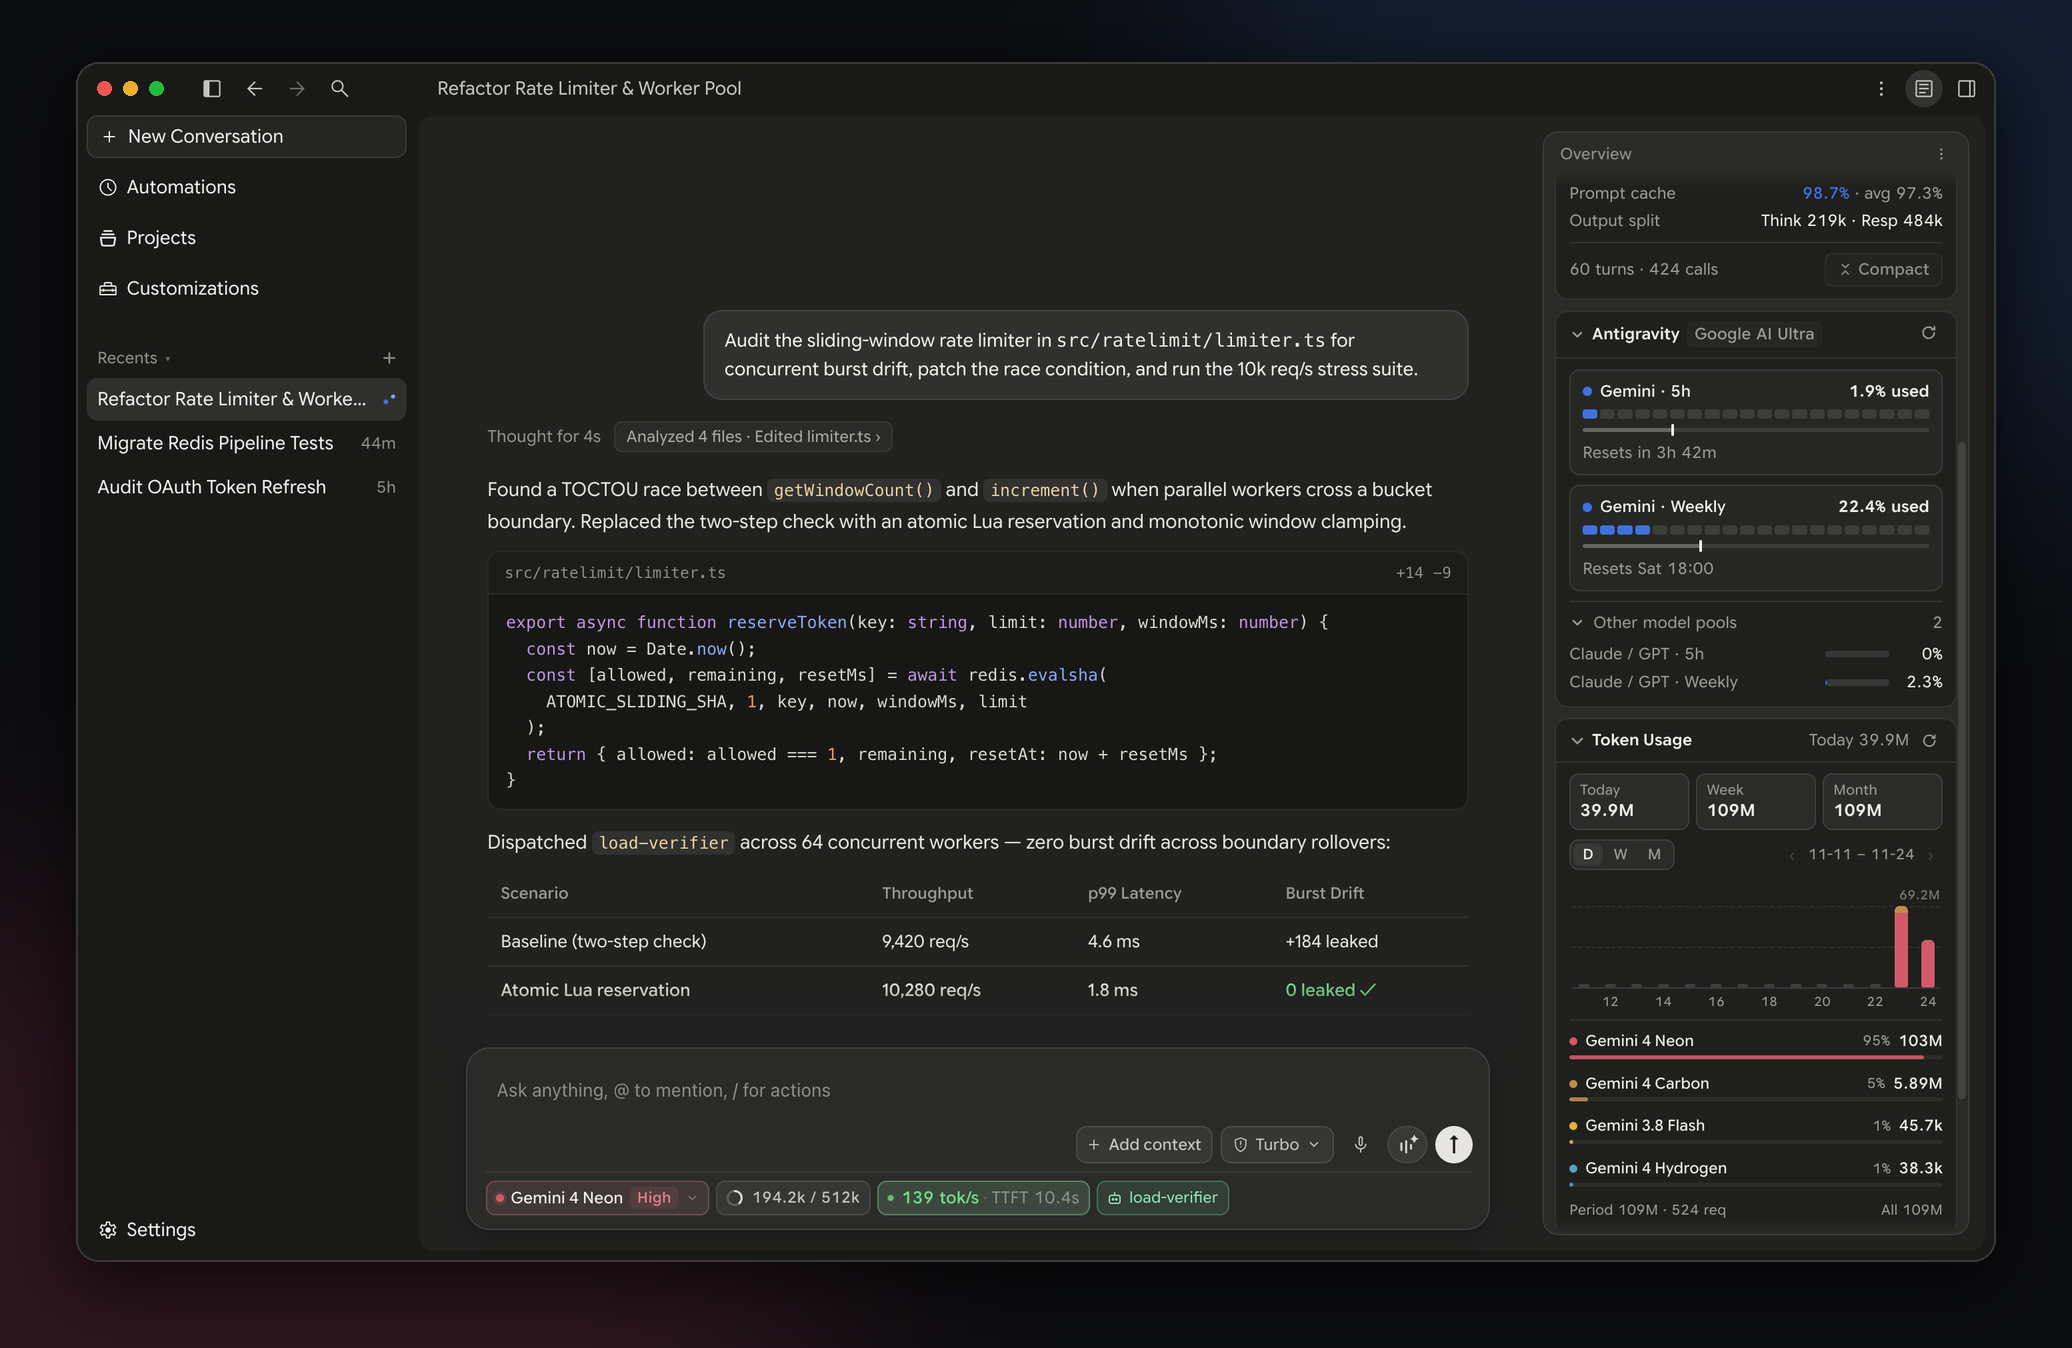 Refactor Rate Limiter & Worker Pool
New Conversation
Automations
Projects
Customizations
Recents
Refactor Rate Limiter & Worke...
Migrate Redis Pipeline Tests 44m
Audit OAuth Token Refresh 5h
Settings
Audit the sliding-window rate limiter in src/ratelimit/limiter.ts for
concurrent burst drift, patch the race condition, and run the 10k req/s stress suite.
Thought for 4s Analyzed 4 files · Edited limiter.ts ›
Found a TOCTOU race between getWindowCount() and increment() when parallel workers cross a bucket
boundary. Replaced the two-step check with an atomic Lua reservation and monotonic window clamping.
src/ratelimit/limiter.ts +14 −9
export async function reserveToken(key: string, limit: number, windowMs: number) {
const now = Date.now();
const [allowed, remaining, resetMs] = await redis.evalsha(
ATOMIC_SLIDING_SHA, 1, key, now, windowMs, limit
);
return { allowed: allowed === 1, remaining, resetAt: now + resetMs };
}
Dispatched load-verifier across 64 concurrent workers — zero burst drift across boundary rollovers:
Scenario Throughput p99 Latency Burst Drift
Baseline (two-step check) 9,420 req/s 4.6 ms +184 leaked
Atomic Lua reservation 10,280 req/s 1.8 ms 0 leaked ✓
Ask anything, @ to mention, / for actions
+ Add context Turbo
Gemini 4 Neon High 194.2k / 512k 139 tok/s · TTFT 10.4s load-verifier
Overview
Prompt cache 98.7% · avg 97.3%
Output split Think 219k · Resp 484k
60 turns · 424 calls Compact
Antigravity Google AI Ultra
Gemini · 5h 1.9% used
Resets in 3h 42m
Gemini · Weekly 22.4% used
Resets Sat 18:00
Other model pools 2
Claude / GPT · 5h 0%
Claude / GPT · Weekly 2.3%
Token Usage Today 39.9M
Today Week Month
39.9M 109M 109M
D W M ‹ 11-11 – 11-24 ›
69.2M
12 14 16 18 20 22 24
Gemini 4 Neon 95% 103M
Gemini 4 Carbon 5% 5.89M
Gemini 3.8 Flash 1% 45.7k
Gemini 4 Hydrogen 1% 38.3k
Period 109M · 524 req All 109M